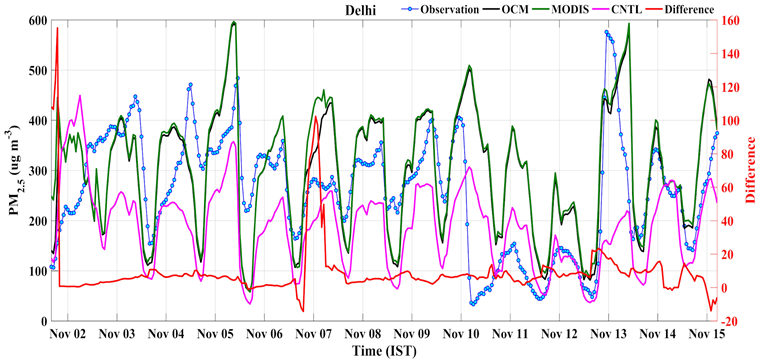 Delhi
Observation OCM MODIS CNTL Difference
600
500
400
300
200
100
0
PM2.5 (ug m-3)
160
140
120
100
80
60
40
20
0
-20
Difference
Nov 02 Nov 03 Nov 04 Nov 05 Nov 06 Nov 07 Nov 08 Nov 09 Nov 10 Nov 11 Nov 12 Nov 13 Nov 14 Nov 15
Time (IST)